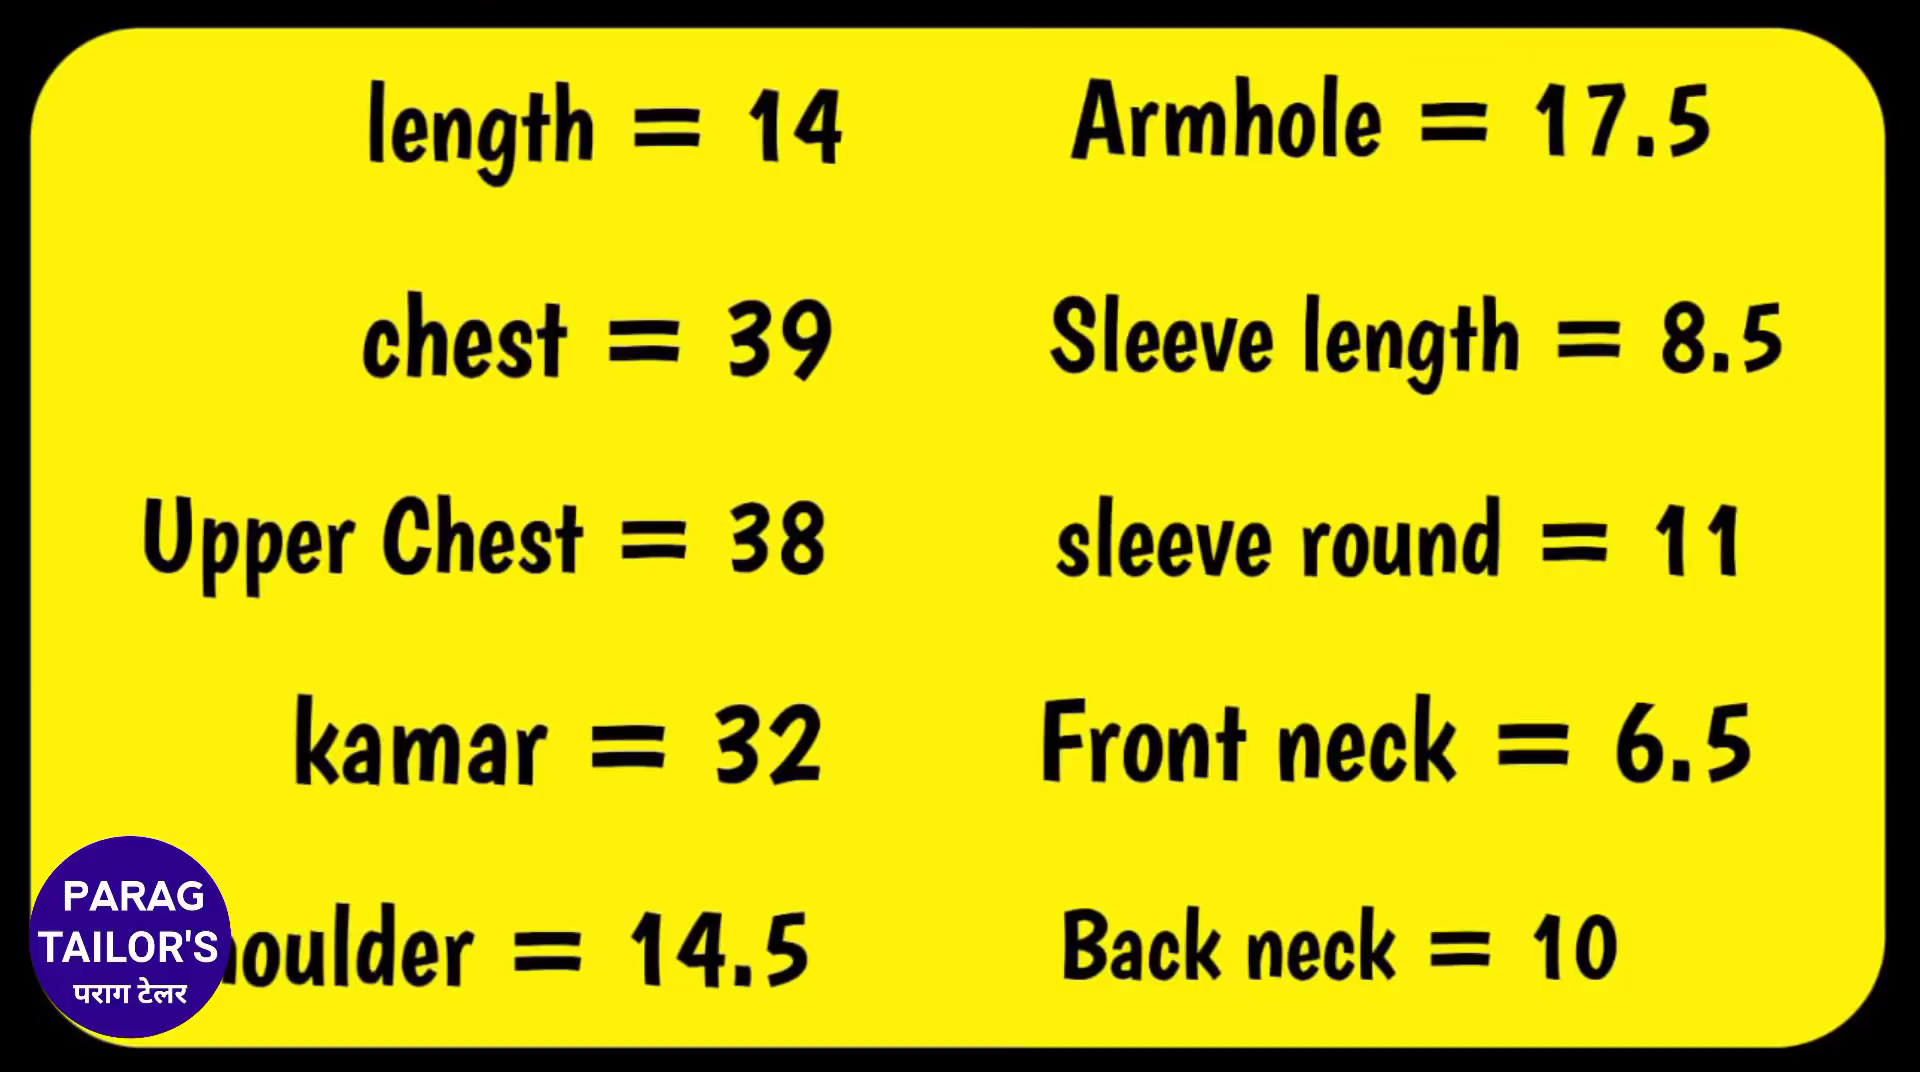 length = 14
chest = 39
Upper Chest = 38
kamar = 32
houlder = 14.5
Armhole = 17.5
Sleeve length = 8.5
sleeve round = 11
Front neck = 6.5
Back neck = 10
PARAG
TAILOR'S
पराग टेलर